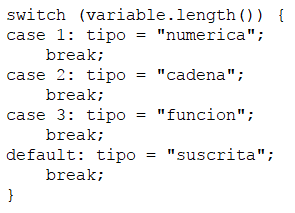 switch (variable.length()) {
case 1: tipo = "numerica";
    break;
case 2: tipo = "cadena";
    break;
case 3: tipo = "funcion";
    break;
default: tipo = "suscrita";
    break;
}